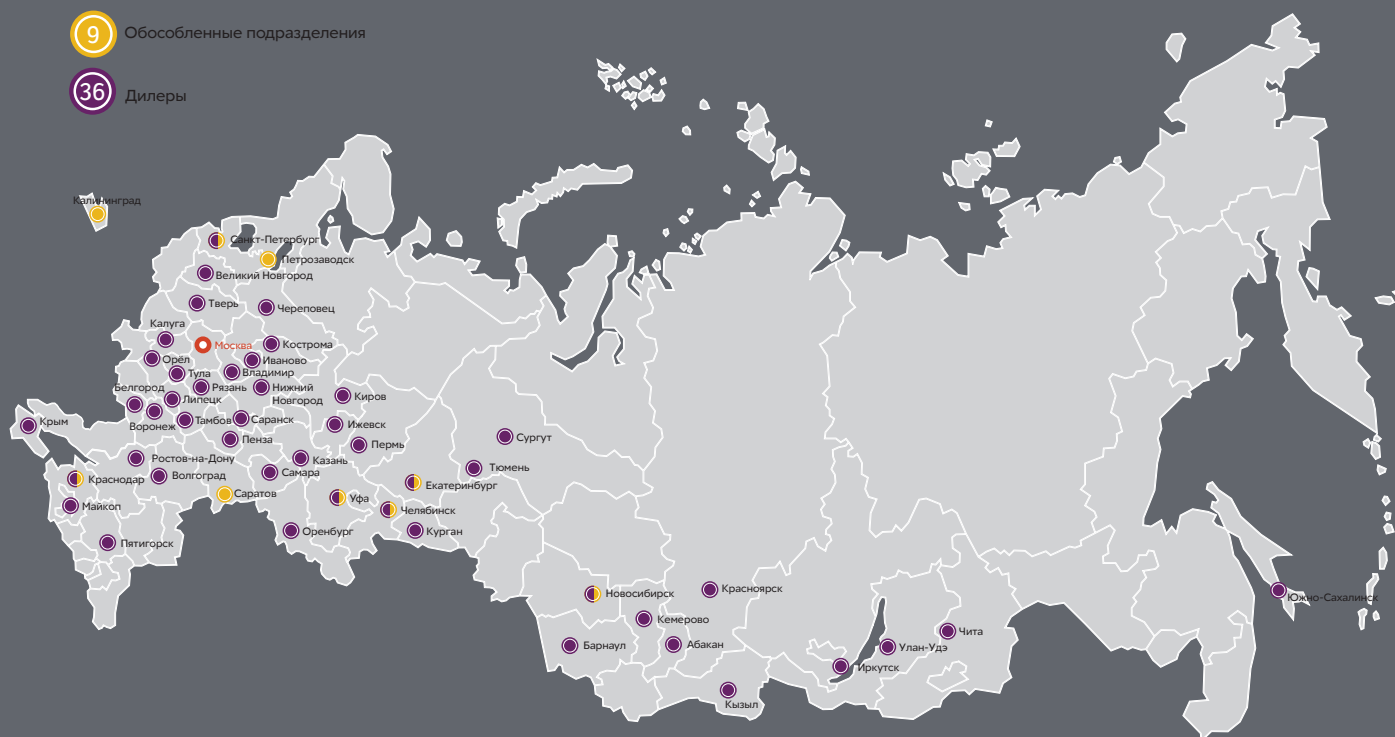 9
Обособленные подразделения
36
Дилеры
Калининград
Санкт-Петербург
Петрозаводск
Великий Новгород
Тверь
Череповец
Калуга
Москва
Кострома
Орёл
Иваново
Тула
Владимир
Белгород
Рязань
Нижний
Новгород
Липецк
Киров
Крым
Воронеж
Тамбов
Саранск
Ижевск
Пенза
Пермь
Сургут
Ростов-на-Дону
Казань
Тюмень
Краснодар
Волгоград
Самара
Екатеринбург
Саратов
Уфа
Майкоп
Челябинск
Оренбург
Курган
Пятигорск
Новосибирск
Красноярск
Южно-Сахалинск
Кемерово
Чита
Барнаул
Абакан
Улан-Удэ
Иркутск
Кызыл